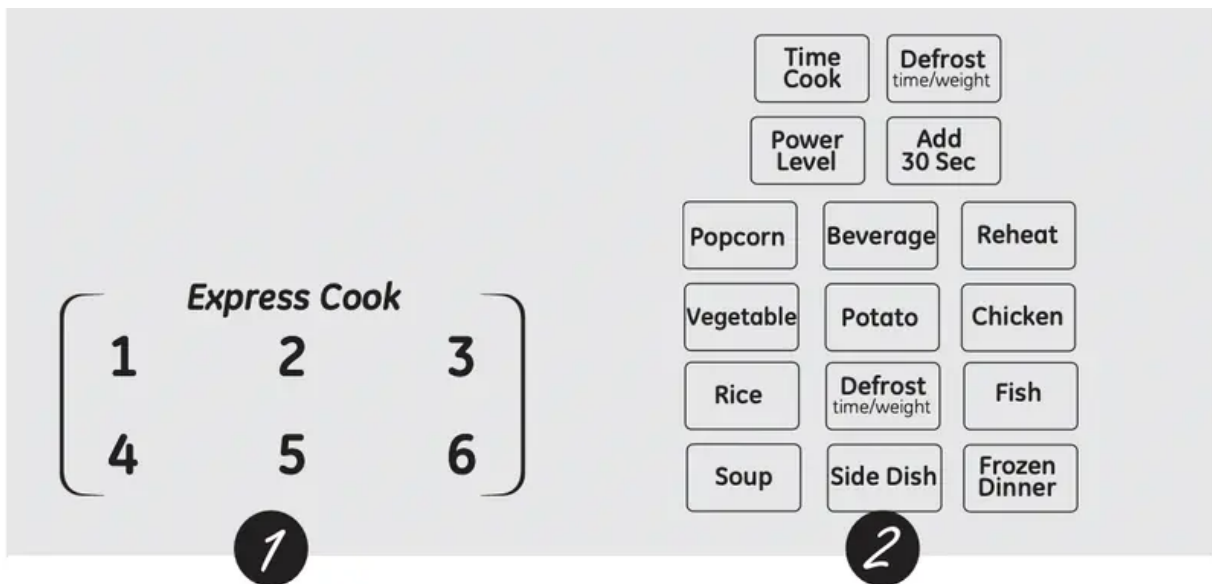 Express Cook
1 2 3
4 5 6
1
Time
Cook
Defrost
time/weight
Power
Level
Add
30 Sec
Popcorn
Beverage
Reheat
Vegetable
Potato
Chicken
Rice
Defrost
time/weight
Fish
Soup
Side Dish
Frozen
Dinner
2